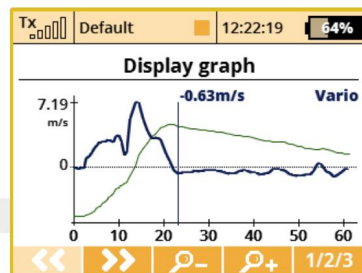 Tx Default 12:22:19 64%
Display graph
7.19 -0.63m/s Vario
m/s
0
0 10 20 30 40 50 60
1/2/3